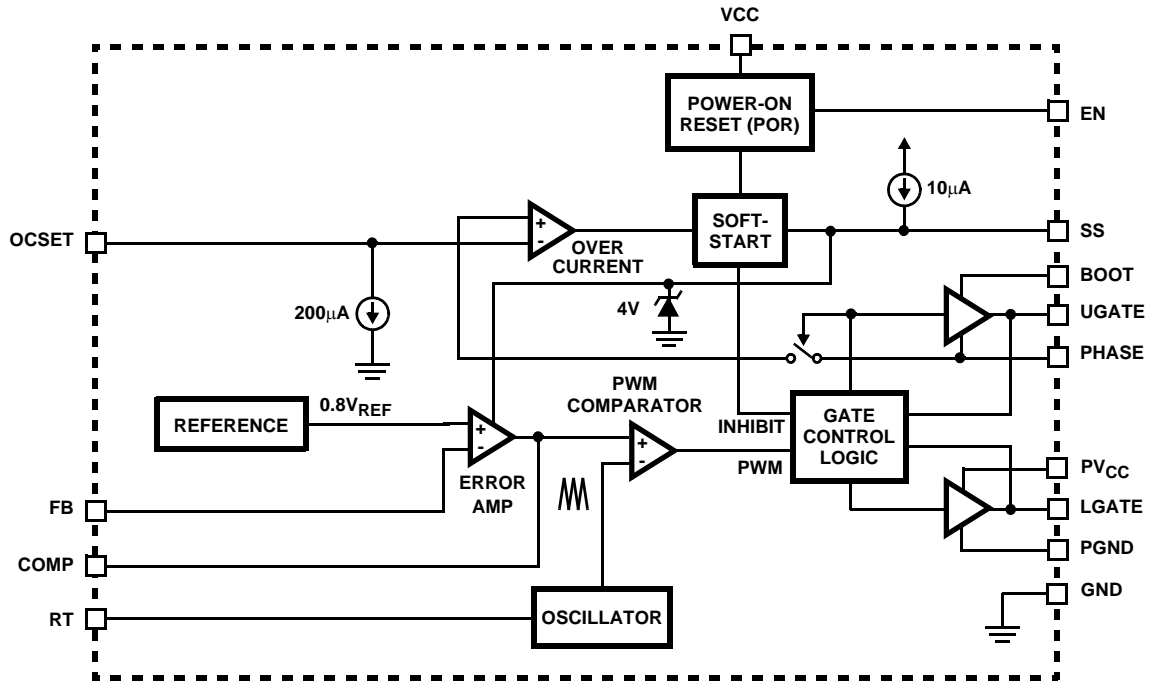 VCC
POWER-ON
RESET (POR)
EN
10μA
OCSET
+
-
OVER
CURRENT
SOFT-
START
SS
BOOT
200μA
4V
UGATE
PHASE
PWM
COMPARATOR
REFERENCE
0.8VREF
+
-
+
-
INHIBIT
PWM
GATE
CONTROL
LOGIC
ERROR
AMP
PVCC
FB
LGATE
COMP
PGND
RT
OSCILLATOR
GND